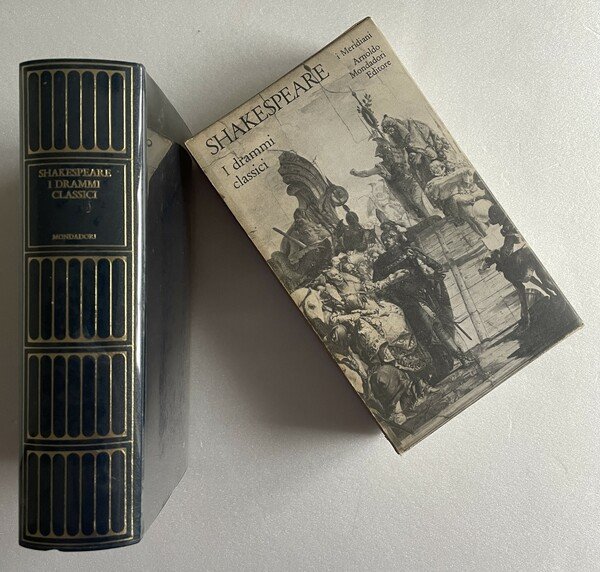 SHAKESPEARE
I DRAMMI
CLASSICI
MONDADORI
SHAKESPEARE
I drammi
classici
i Meridiani
Arnoldo
Mondadori
Editore